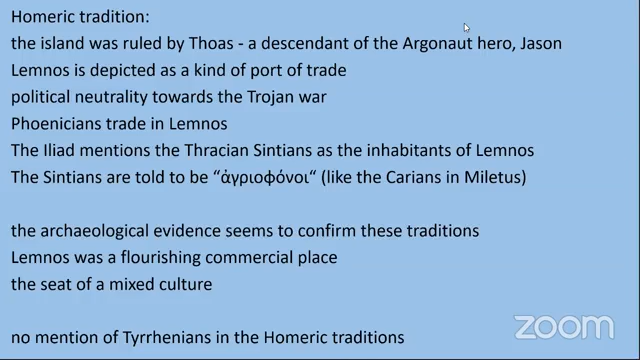 Homeric tradition:
the island was ruled by Thoas - a descendant of the Argonaut hero, Jason
Lemnos is depicted as a kind of port of trade
political neutrality towards the Trojan war
Phoenicians trade in Lemnos
The Iliad mentions the Thracian Sintians as the inhabitants of Lemnos
The Sintians are told to be “ἀγριοφόνοι“ (like the Carians in Miletus)
the archaeological evidence seems to confirm these traditions
Lemnos was a flourishing commercial place
the seat of a mixed culture
zoom
no mention of Tyrrhenians in the Homeric traditions